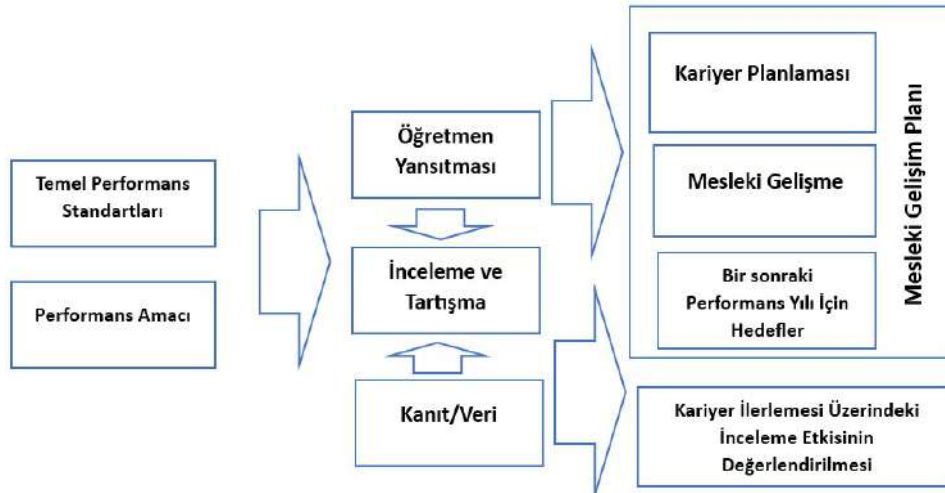 Temel Performans
Standartları
Performans Amacı
Öğretmen
Yansıtması
İnceleme ve
Tartışma
Kanıt/Veri
Kariyer Planlaması
Mesleki Gelişme
Bir sonraki
Performans Yılı İçin
Hedefler
Mesleki Gelişim Planı
Kariyer İlerlemesi Üzerindeki
İnceleme Etkisinin
Değerlendirilmesi